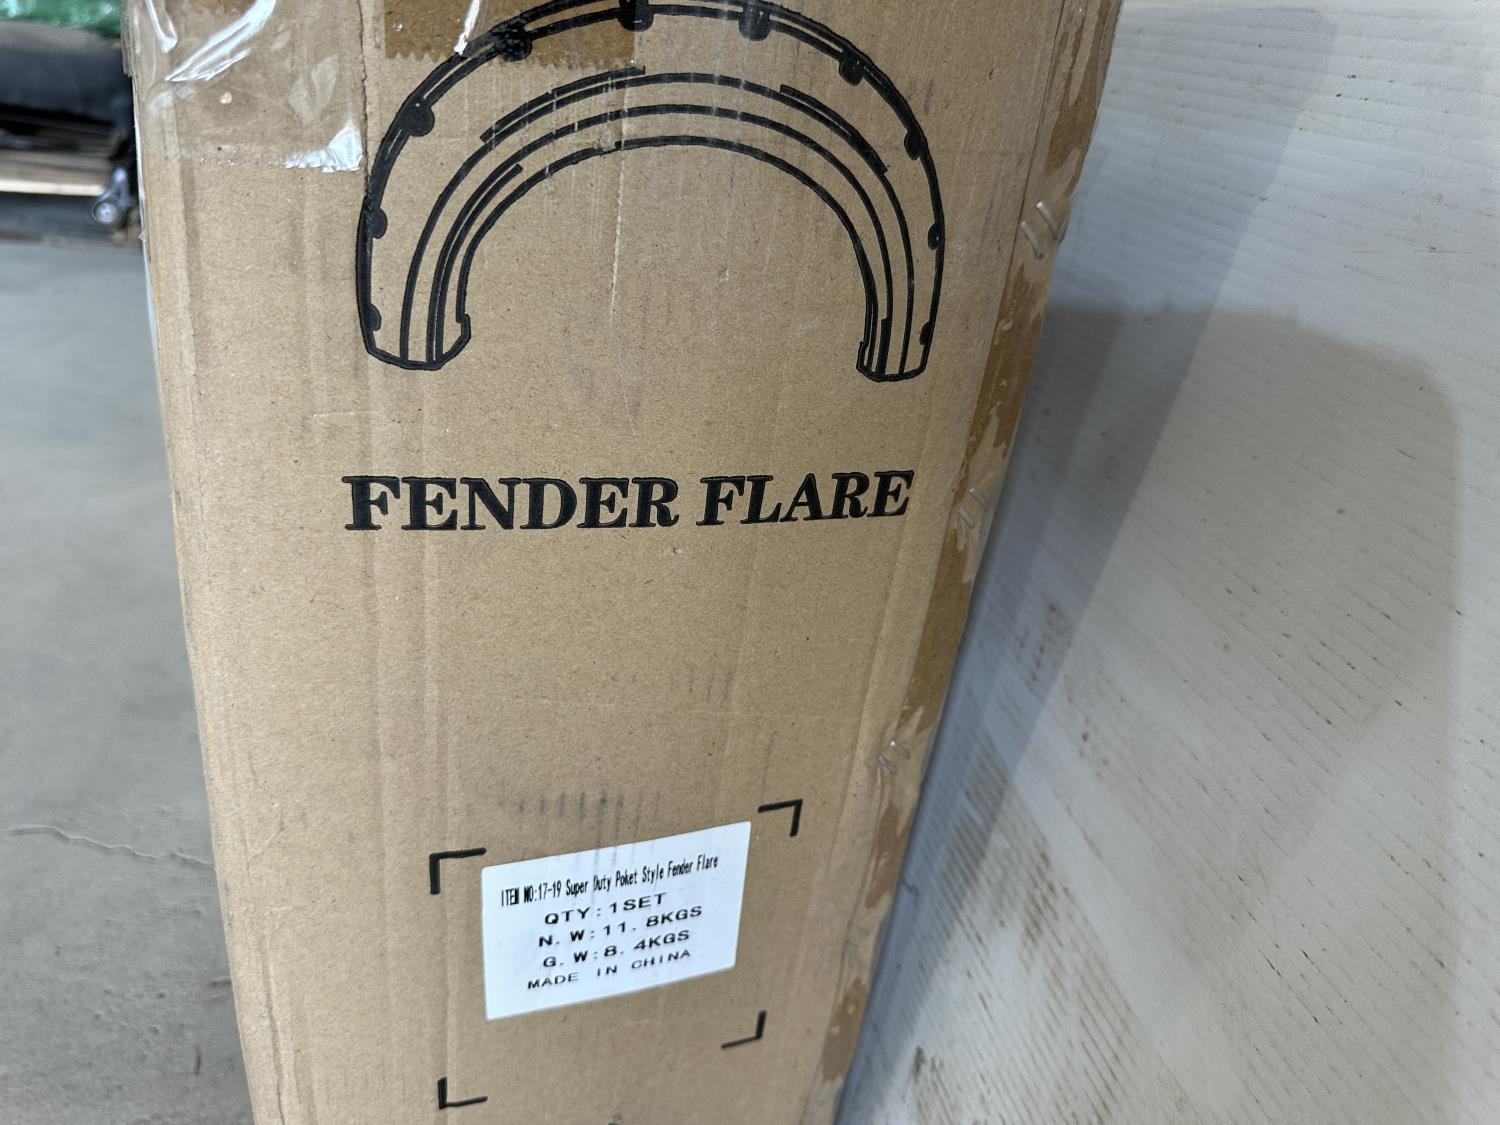 FENDER FLARE
ITEM NO:17-19 Super Duty Poket Style Fender Flare
QTY:1SET
N. W:11. 8KGS
G. W:8. 4KGS
MADE IN CHINA